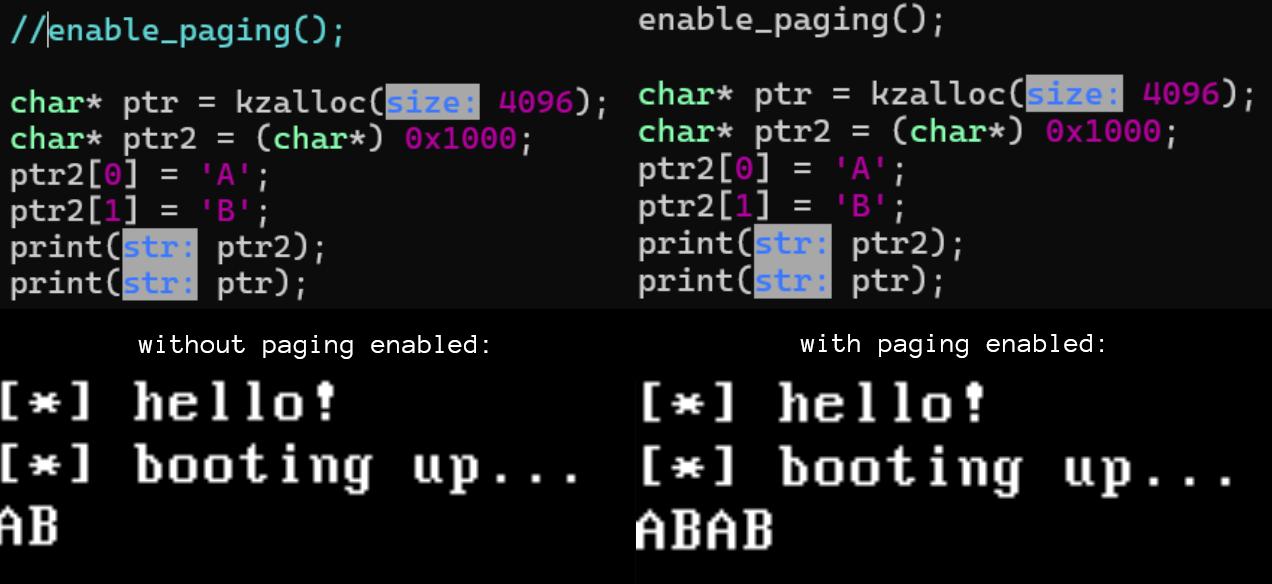 //enable_paging();
char* ptr = kzalloc(size: 4096);
char* ptr2 = (char*) 0x1000;
ptr2[0] = 'A';
ptr2[1] = 'B';
print(str: ptr2);
print(str: ptr);
without paging enabled:
[*] hello!
[*] booting up...
AB
enable_paging();
char* ptr = kzalloc(size: 4096);
char* ptr2 = (char*) 0x1000;
ptr2[0] = 'A';
ptr2[1] = 'B';
print(str: ptr2);
print(str: ptr);
with paging enabled:
[*] hello!
[*] booting up...
ABAB